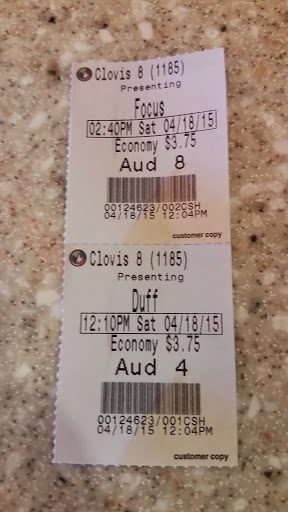 Clovis 8 (1185)
Presenting
Focus
02:40PM Sat 04/18/15
Economy $3.75
Aud 8
00124623/002CSH
04/18/15 12:04PM
customer copy
Clovis 8 (1185)
Presenting
Duff
12:10PM Sat 04/18/15
Economy $3.75
Aud 4
00124623/001CSH
04/18/15 12:04PM
customer copy